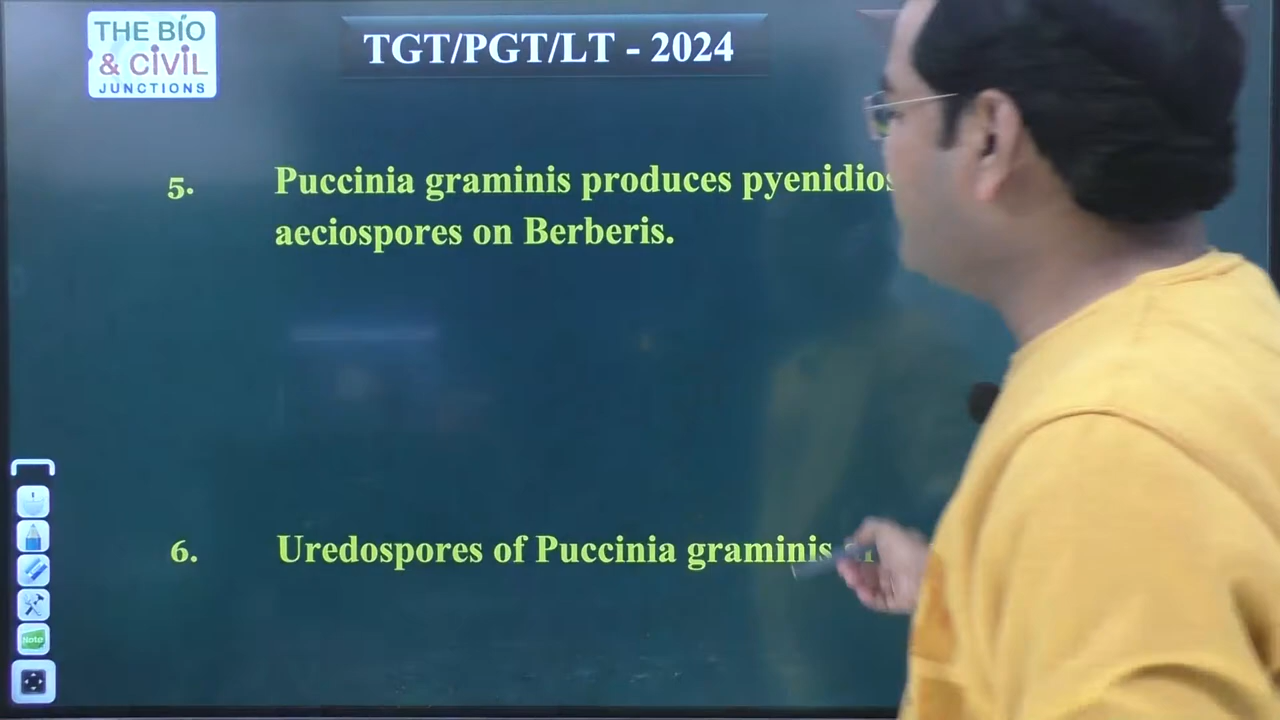 THE BIO
& CIVIL
JUNCTIONS
TGT/PGT/LT - 2024
5. Puccinia graminis produces
aeciospores on Berberis.
6. Uredospores of Puccinia graminis
Note